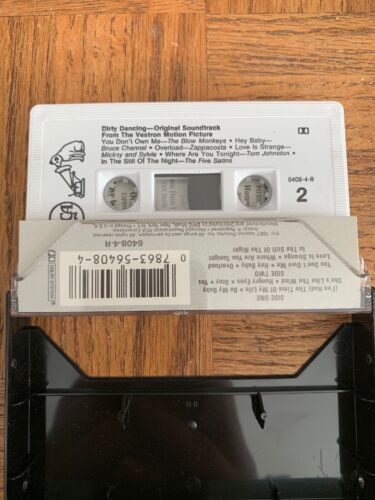 Dirty Dancing—Original Soundtrack
From The Vestron Motion Picture
You Don't Own Me—The Blow Monkeys • Hey Baby—
Bruce Channel • Overload—Zappacosta • Love Is Strange—
Mickey and Sylvia • Where Are You Tonight—Tom Johnston •
In The Still Of The Night—The Five Satins
6408-4-R
2
SIDE ONE
(I've Had) The Time Of My Life Be My Baby
She's Like The Wind Hungry Eyes Stay Yes
SIDE TWO
You Don't Own Me Hey Baby Overload
Love Is Strange Where Are You Tonight
In The Still Of The Night
6408-4-R
0 7863-56408-4
DOLBY SYSTEM